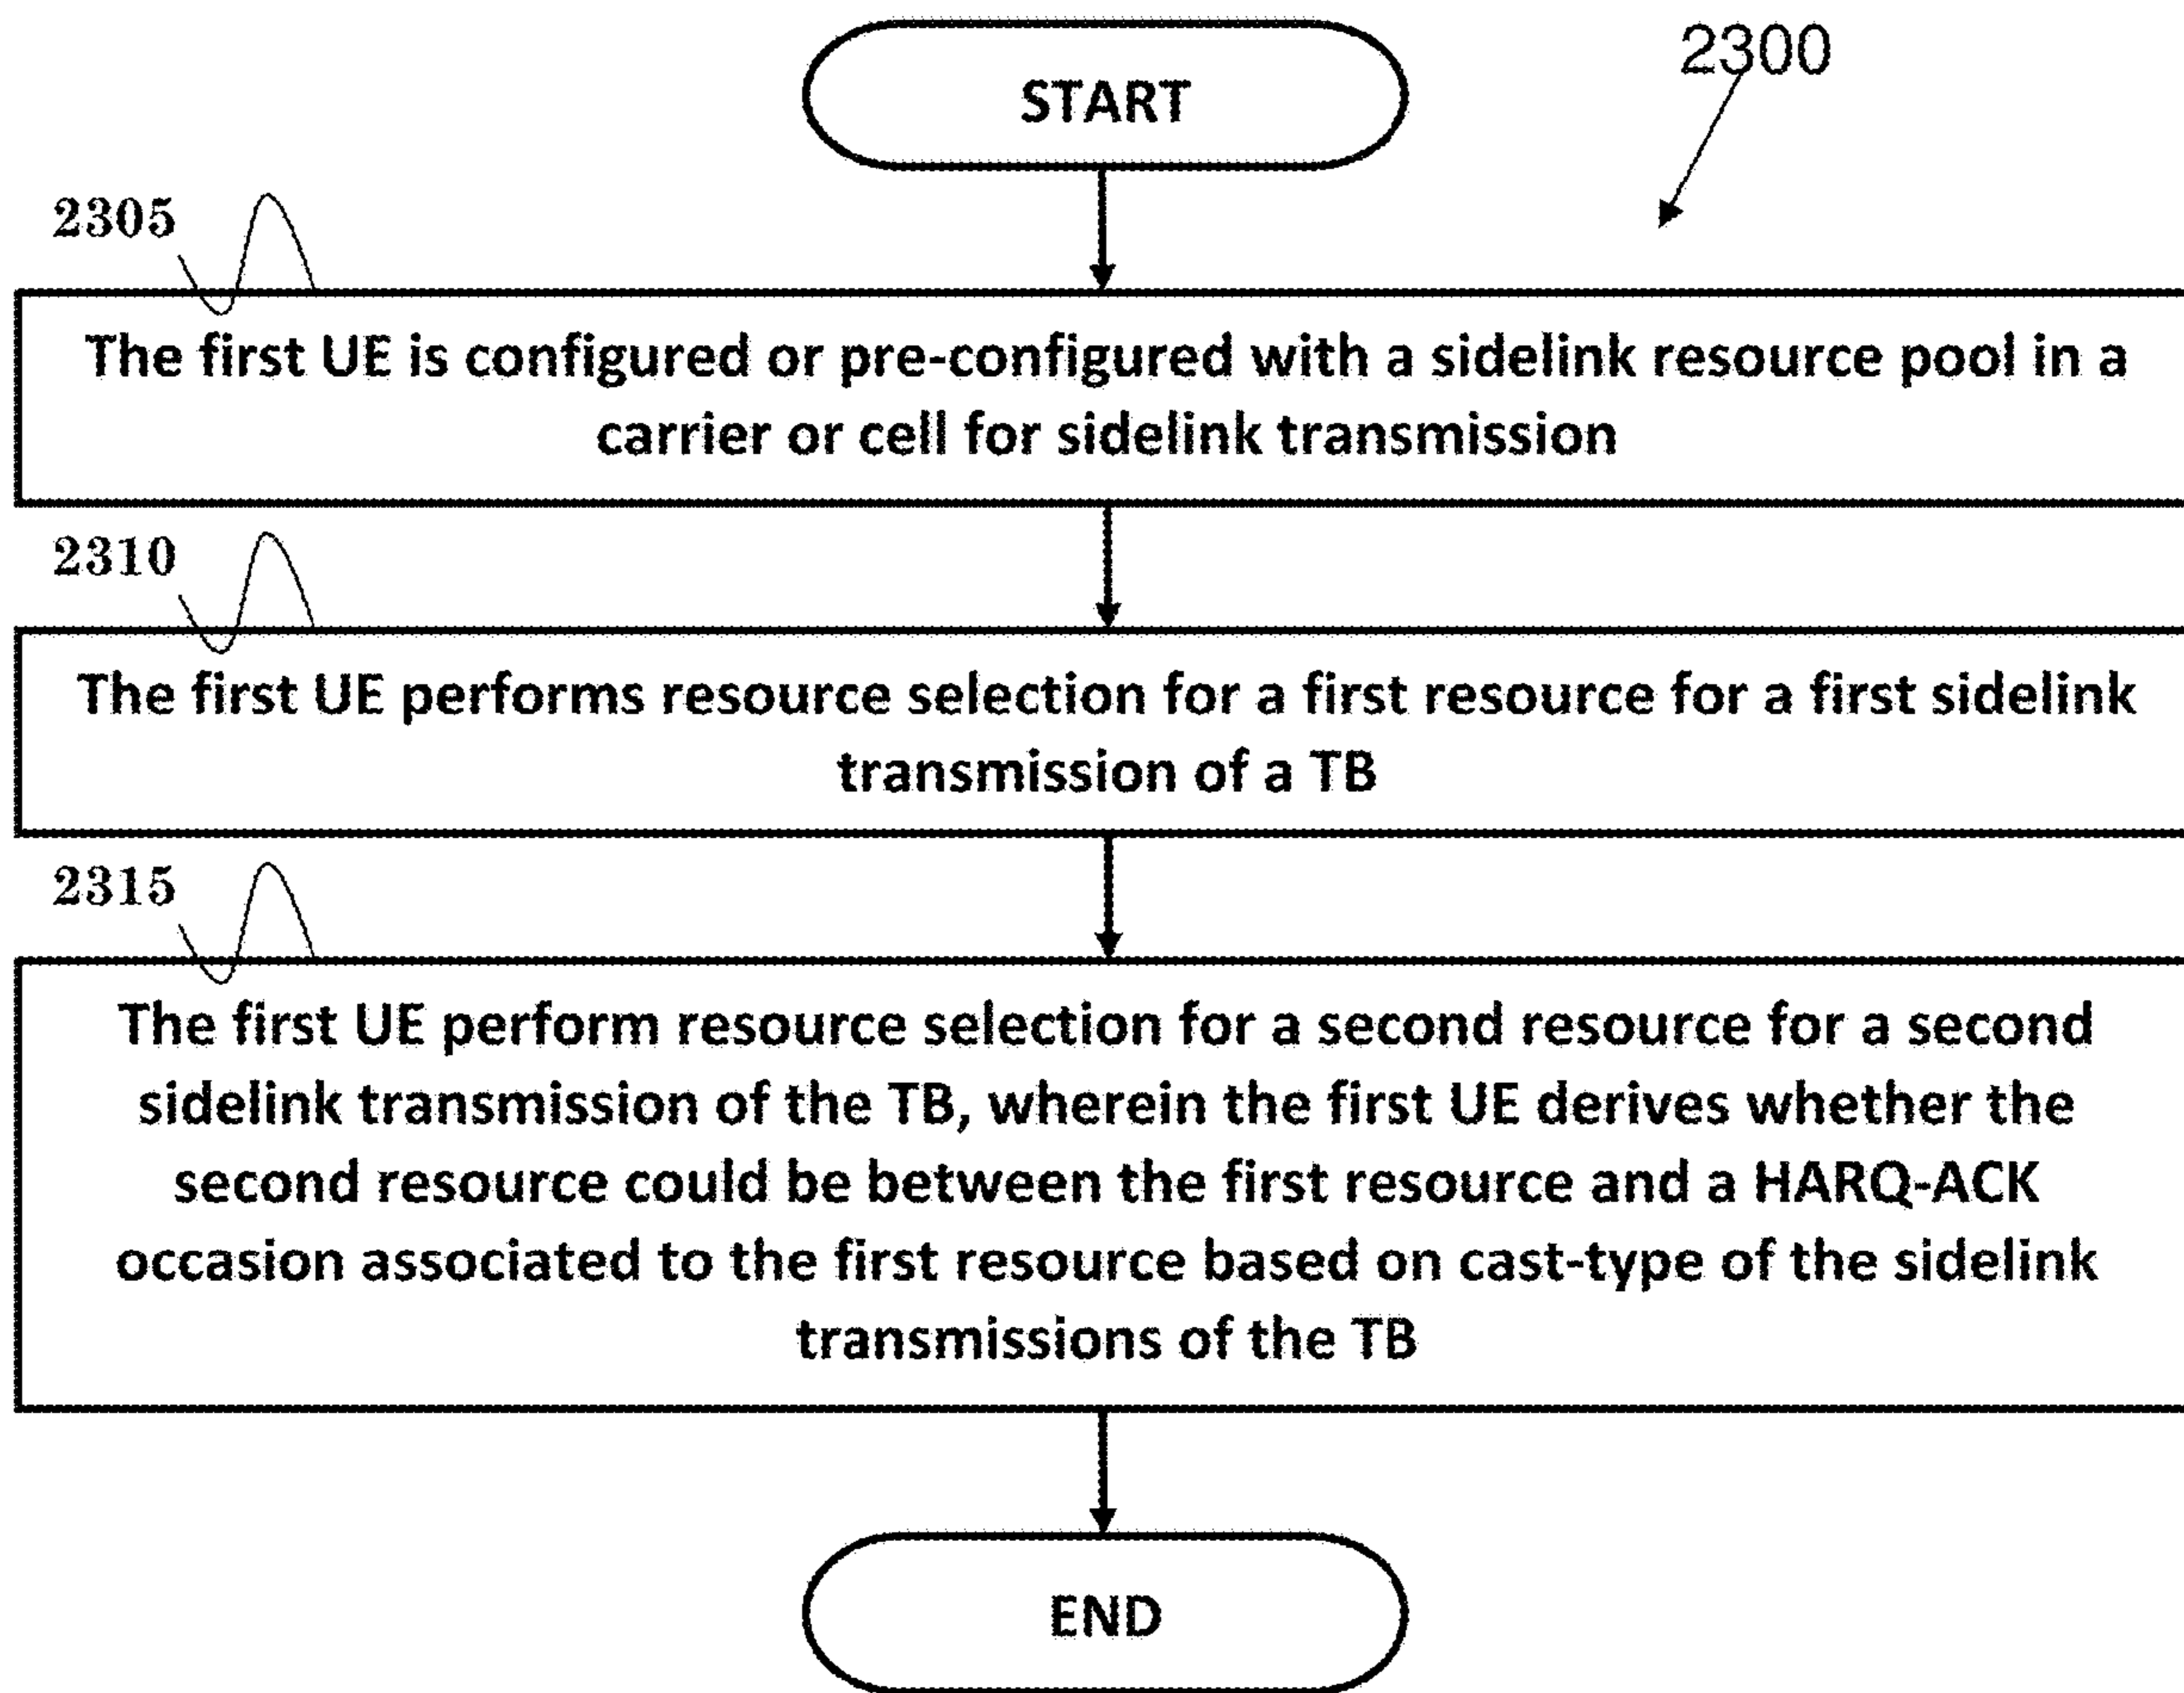 START
2300
2305
The first UE is configured or pre-configured with a sidelink resource pool in a
carrier or cell for sidelink transmission
2310
The first UE performs resource selection for a first resource for a first sidelink
transmission of a TB
2315
The first UE perform resource selection for a second resource for a second
sidelink transmission of the TB, wherein the first UE derives whether the
second resource could be between the first resource and a HARQ-ACK
occasion associated to the first resource based on cast-type of the sidelink
transmissions of the TB
END